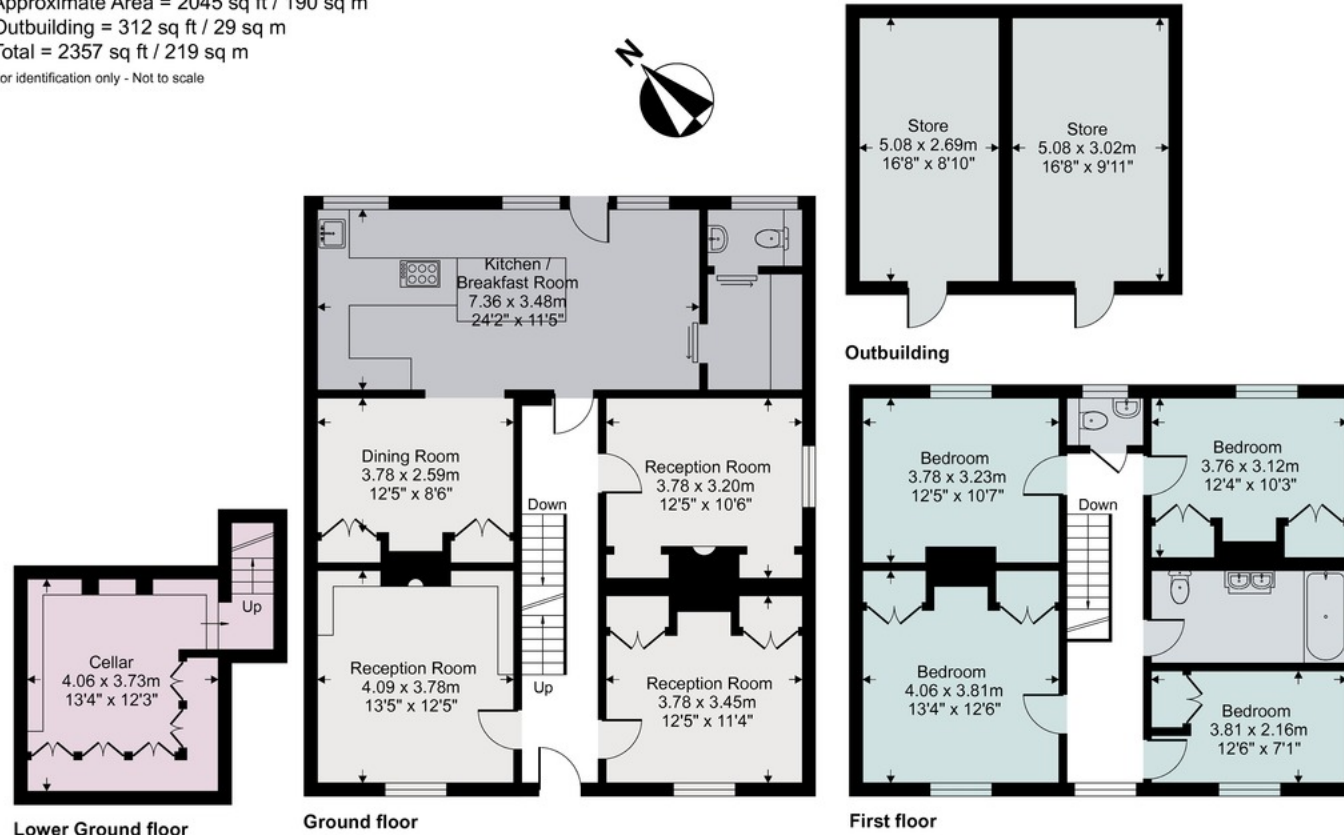 Approximate Area = 2045 sq ft / 190 sq m
Outbuilding = 312 sq ft / 29 sq m
Total = 2357 sq ft / 219 sq m
For identification only - Not to scale
N
Store
5.08 x 2.69m
16'8" x 8'10"
Store
5.08 x 3.02m
16'8" x 9'11"
Outbuilding
Kitchen /
Breakfast Room
7.36 x 3.48m
24'2" x 11'5"
Dining Room
3.78 x 2.59m
12'5" x 8'6"
Reception Room
3.78 x 3.20m
12'5" x 10'6"
Down
Up
Reception Room
4.09 x 3.78m
13'5" x 12'5"
Reception Room
3.78 x 3.45m
12'5" x 11'4"
Ground floor
Up
Cellar
4.06 x 3.73m
13'4" x 12'3"
Lower Ground floor
Bedroom
3.78 x 3.23m
12'5" x 10'7"
Bedroom
3.76 x 3.12m
12'4" x 10'3"
Down
Bedroom
4.06 x 3.81m
13'4" x 12'6"
Bedroom
3.81 x 2.16m
12'6" x 7'1"
First floor